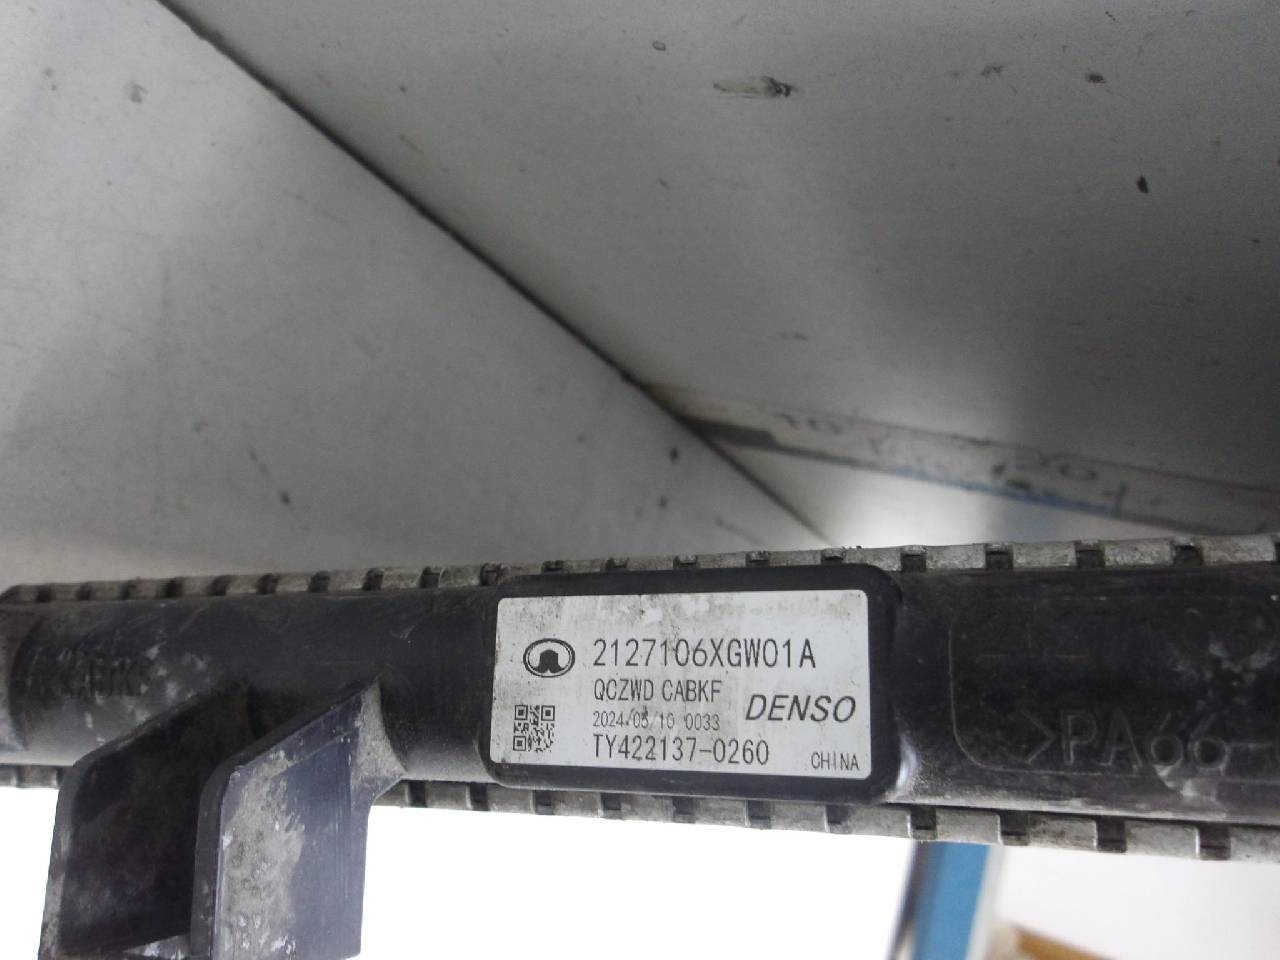 2127106XGW01A
QCZWD CABKF
2024/05/10 0033
DENSO
TY422137-0260
CHINA
>PA66